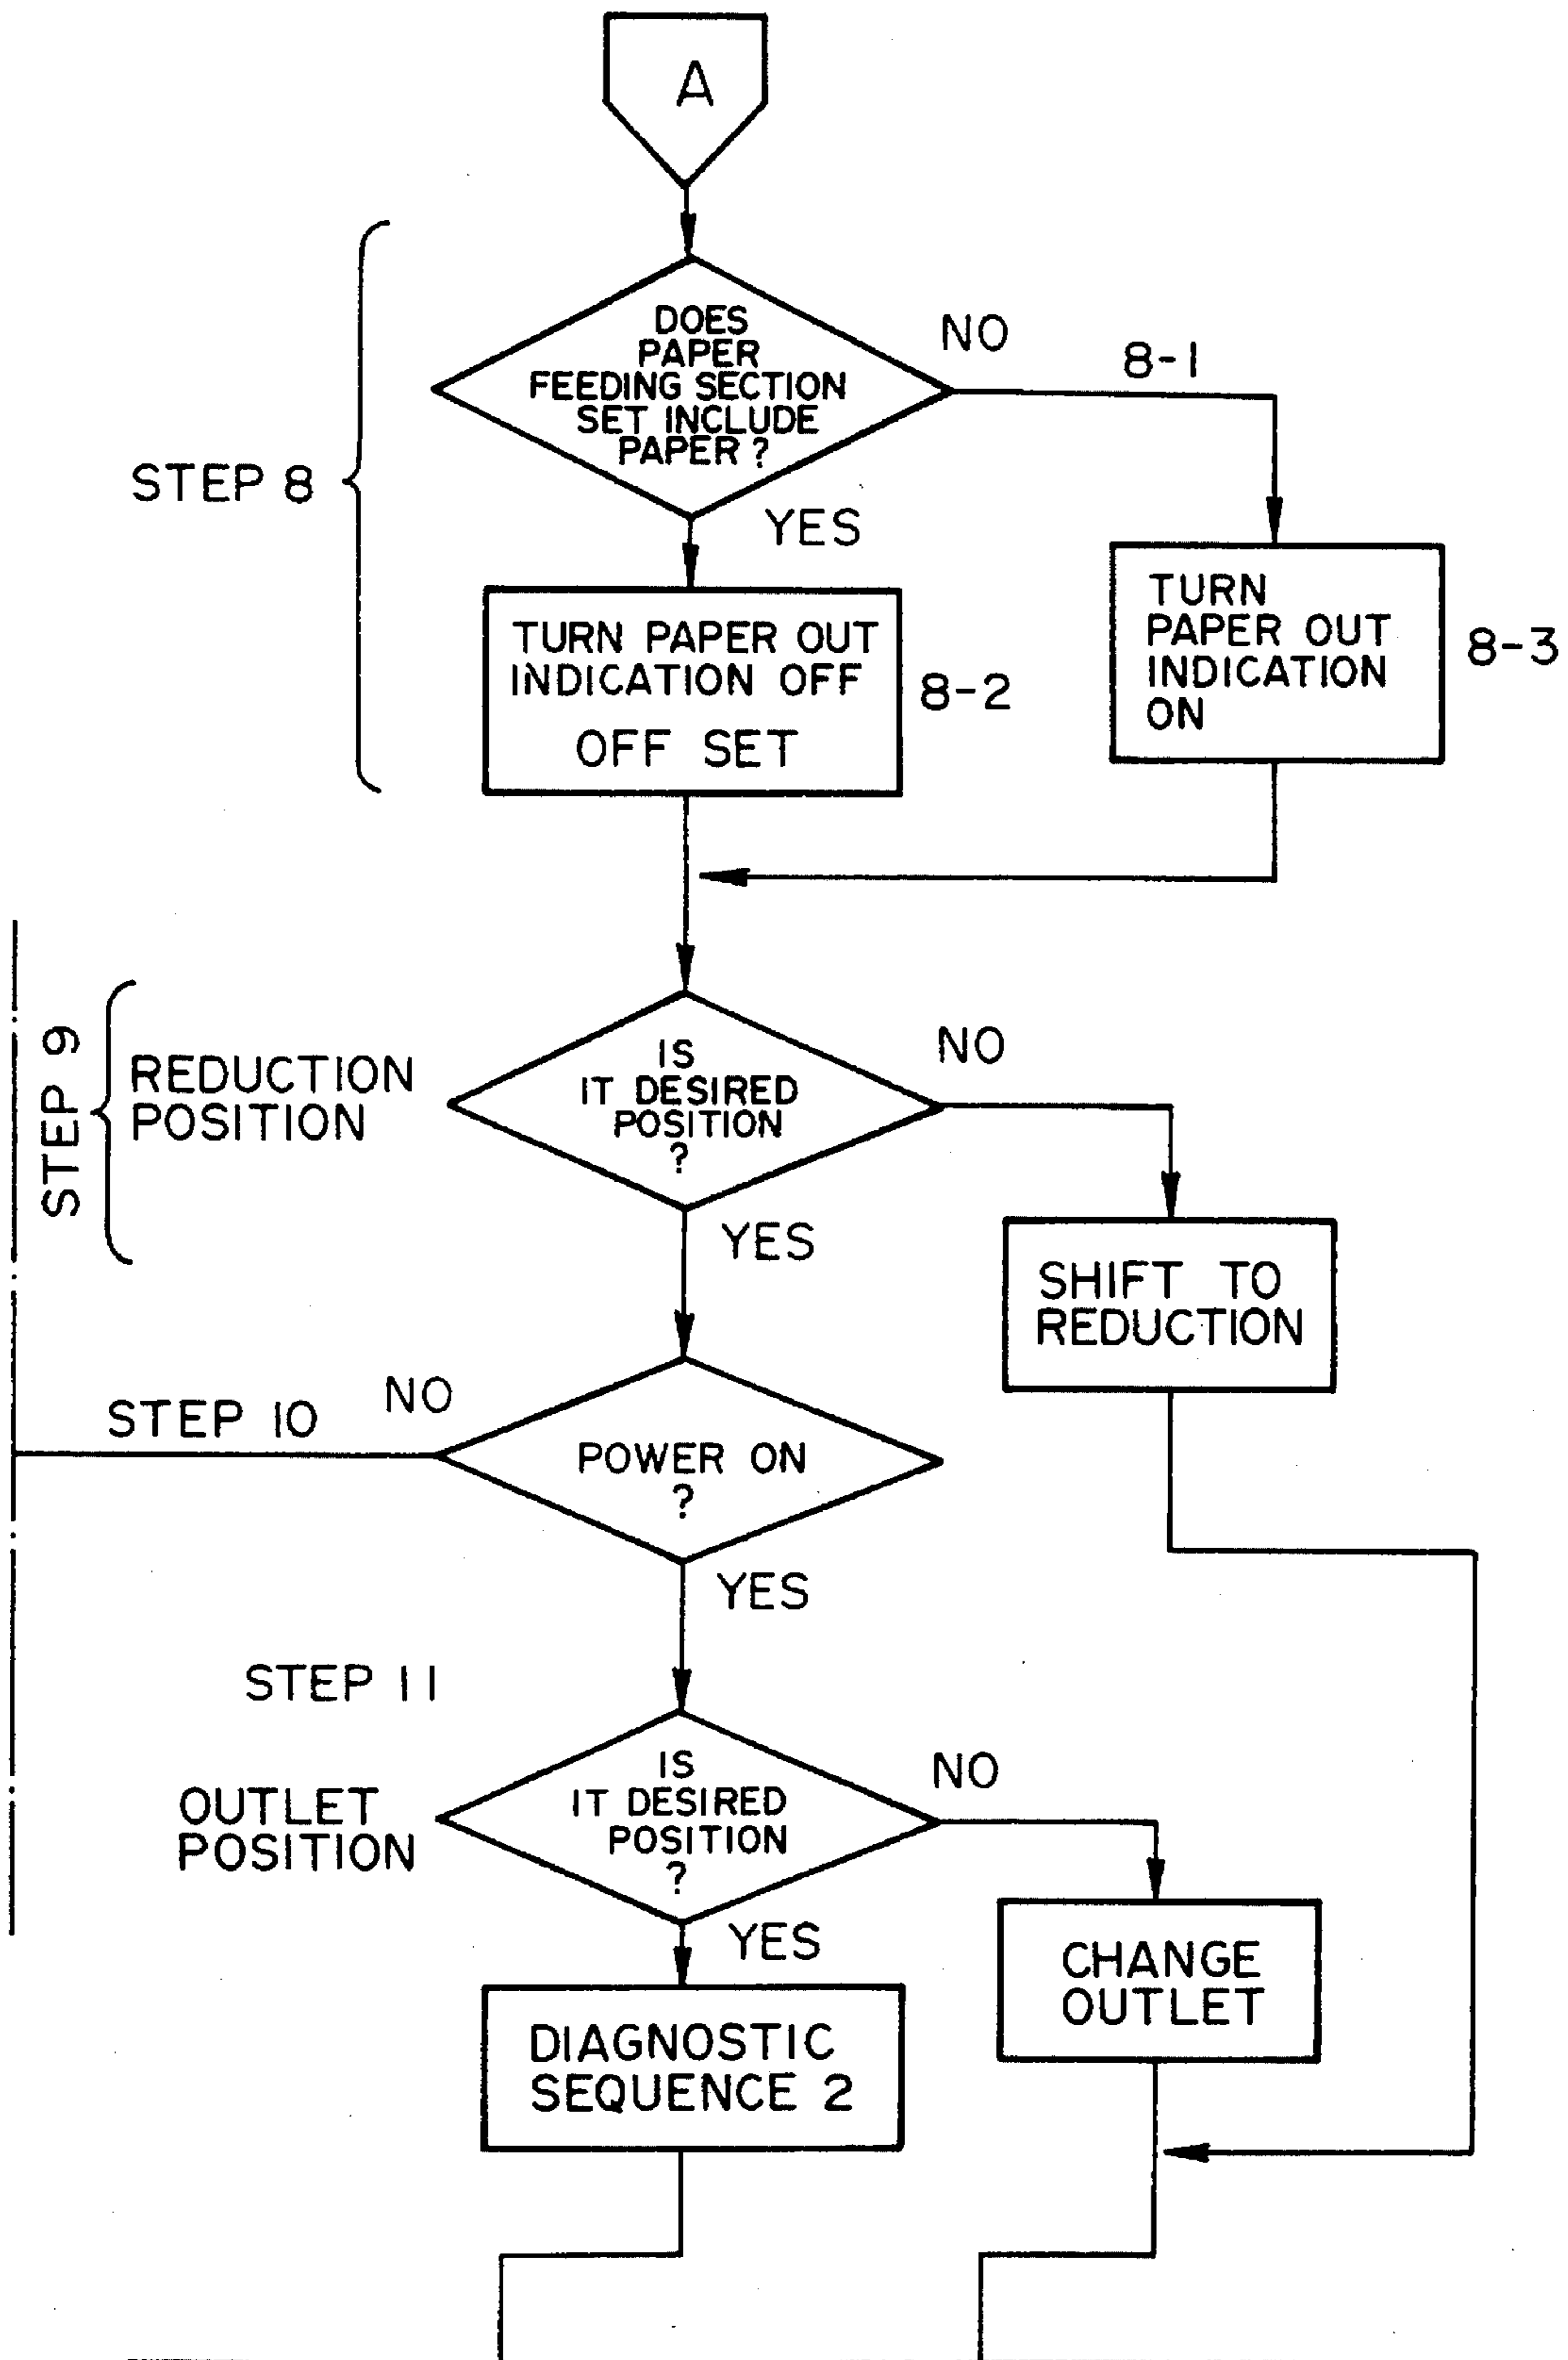 A
DOES
PAPER
FEEDING SECTION
SET INCLUDE
PAPER ?
NO
8-1
STEP 8
YES
TURN PAPER OUT
INDICATION OFF
OFF SET
8-2
TURN
PAPER OUT
INDICATION
ON
8-3
STEP 9
REDUCTION
POSITION
IS
IT DESIRED
POSITION
?
NO
YES
SHIFT TO
REDUCTION
STEP 10
NO
POWER ON
?
YES
STEP 11
OUTLET
POSITION
IS
IT DESIRED
POSITION
?
NO
YES
CHANGE
OUTLET
DIAGNOSTIC
SEQUENCE 2